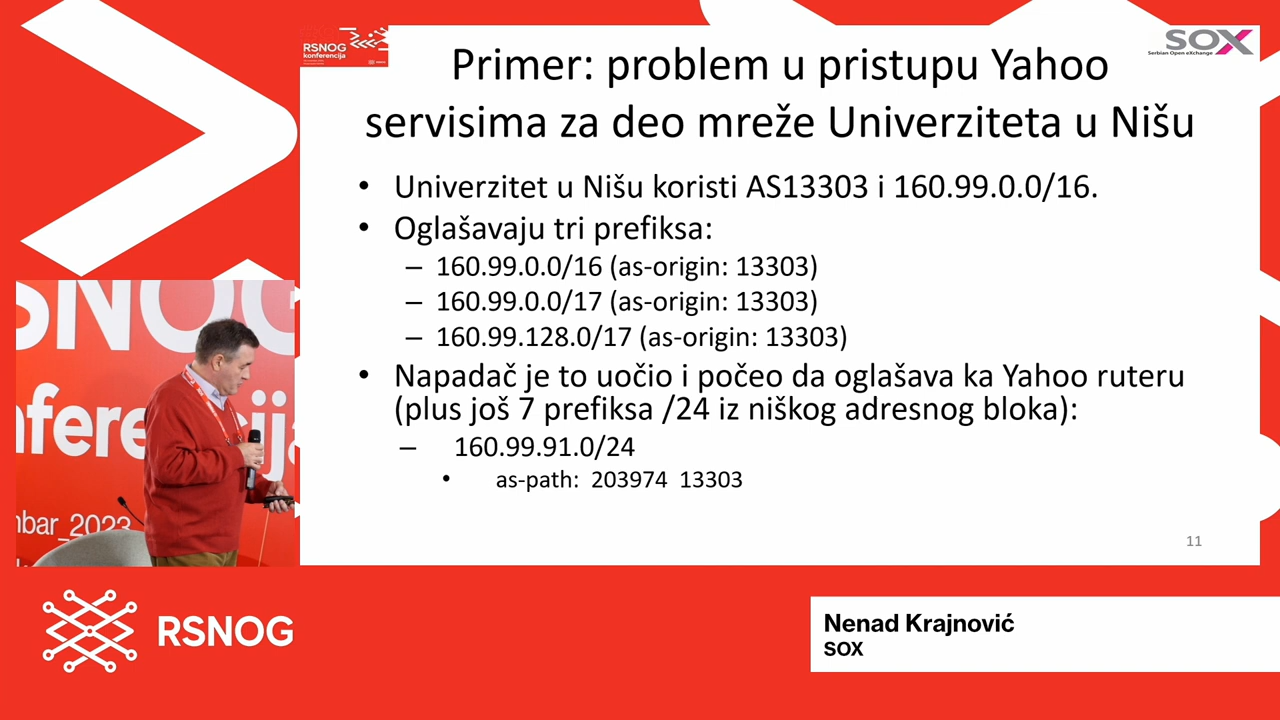 RSNOG
konferencija
SOX
Serbian Open eXchange
Primer: problem u pristupu Yahoo
servisima za deo mreže Univerziteta u Nišu
• Univerzitet u Nišu koristi AS13303 i 160.99.0.0/16.
• Oglašavaju tri prefiksa:
– 160.99.0.0/16 (as-origin: 13303)
– 160.99.0.0/17 (as-origin: 13303)
– 160.99.128.0/17 (as-origin: 13303)
• Napadač je to uočio i počeo da oglašava ka Yahoo ruteru
(plus još 7 prefiksa /24 iz niškog adresnog bloka):
– 160.99.91.0/24
• as-path: 203974 13303
11
SNOG
nferencija
mbar_2023
RSNOG
Nenad Krajnović
SOX